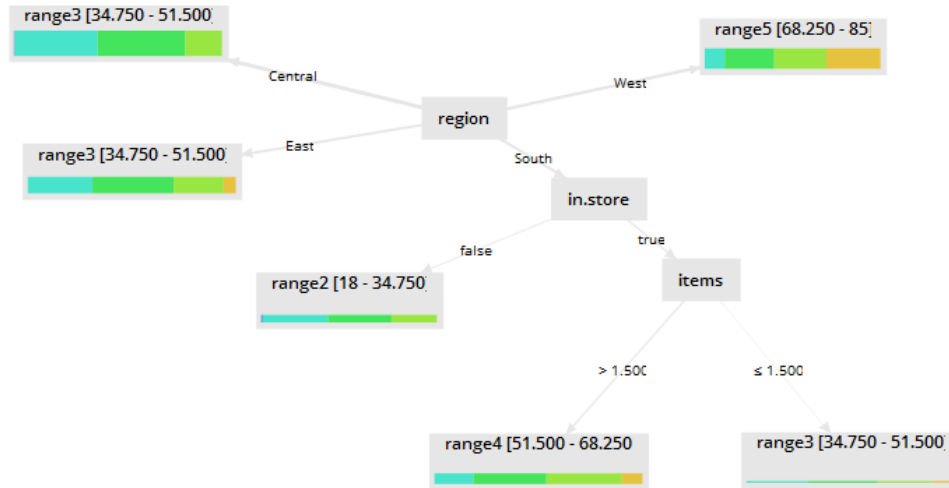 range3 [34.750 - 51.500]
range5 [68.250 - 85]
Central
West
region
East
range3 [34.750 - 51.500]
South
in.store
false
true
range2 [18 - 34.750]
items
> 1.500
≤ 1.500
range4 [51.500 - 68.250
range3 [34.750 - 51.500]